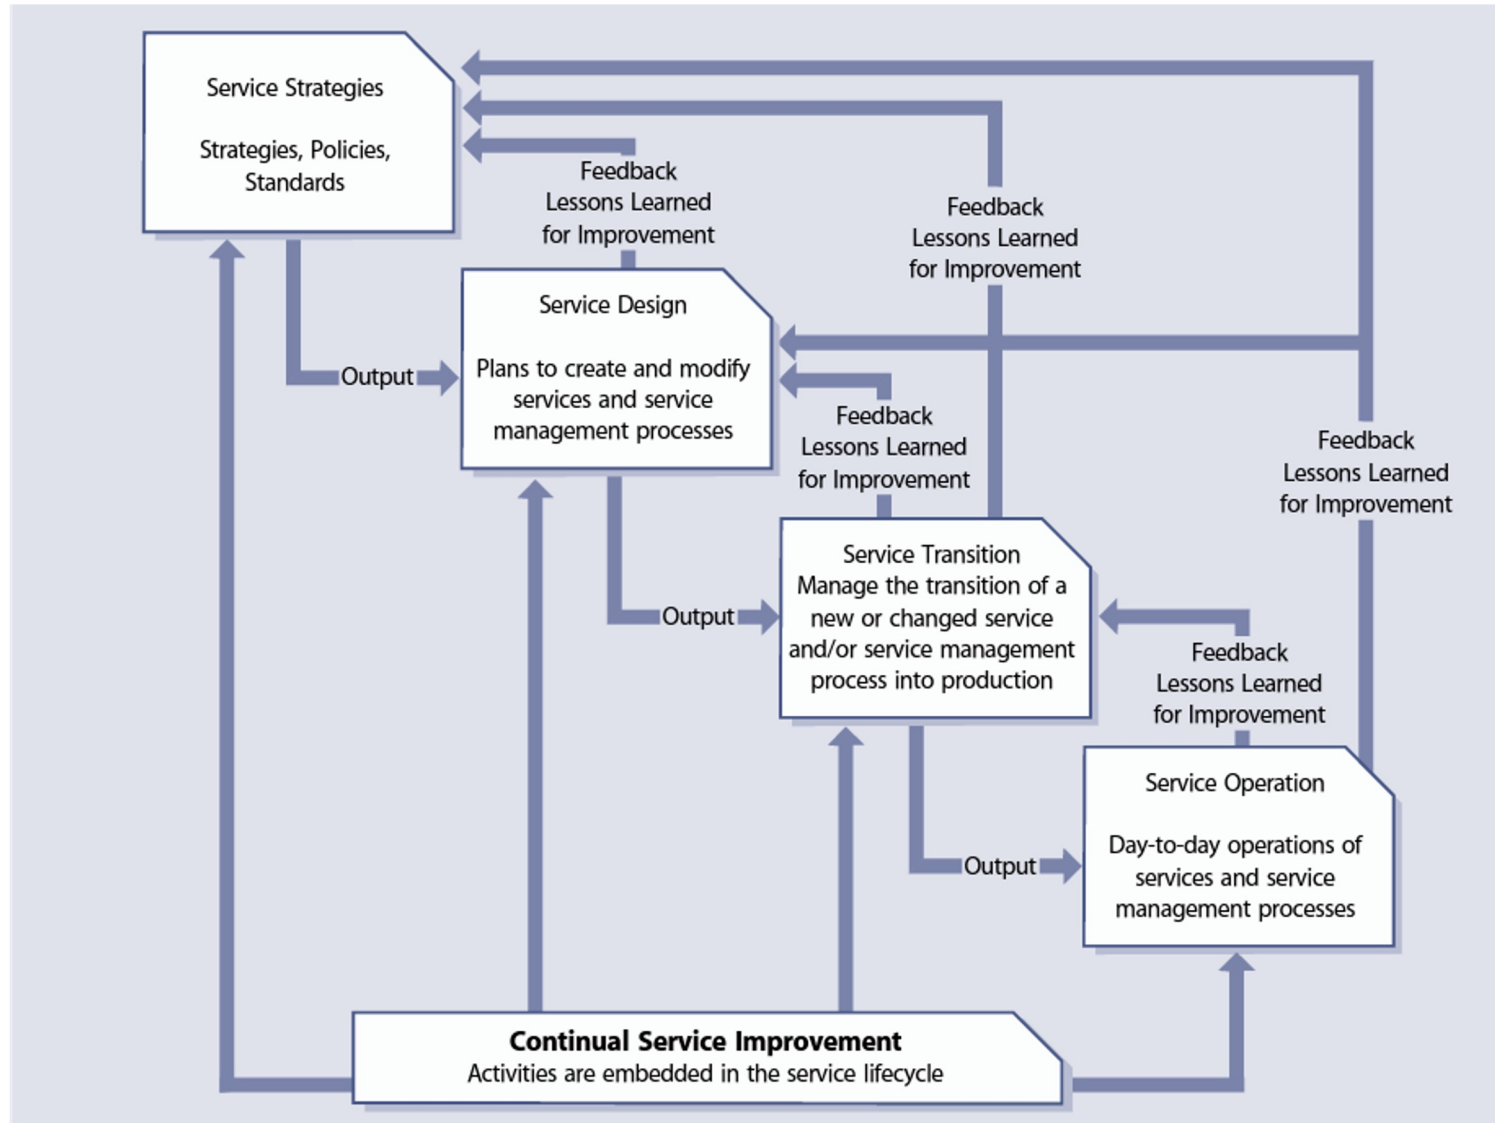 Service Strategies
Strategies, Policies,
Standards
Feedback
Lessons Learned
for Improvement
Feedback
Lessons Learned
for Improvement
Service Design
Plans to create and modify
services and service
management processes
Output
Feedback
Lessons Learned
for Improvement
Feedback
Lessons Learned
for Improvement
Service Transition
Manage the transition of a
new or changed service
and/or service management
process into production
Output
Feedback
Lessons Learned
for Improvement
Service Operation
Day-to-day operations of
services and service
management processes
Output
Continual Service Improvement
Activities are embedded in the service lifecycle